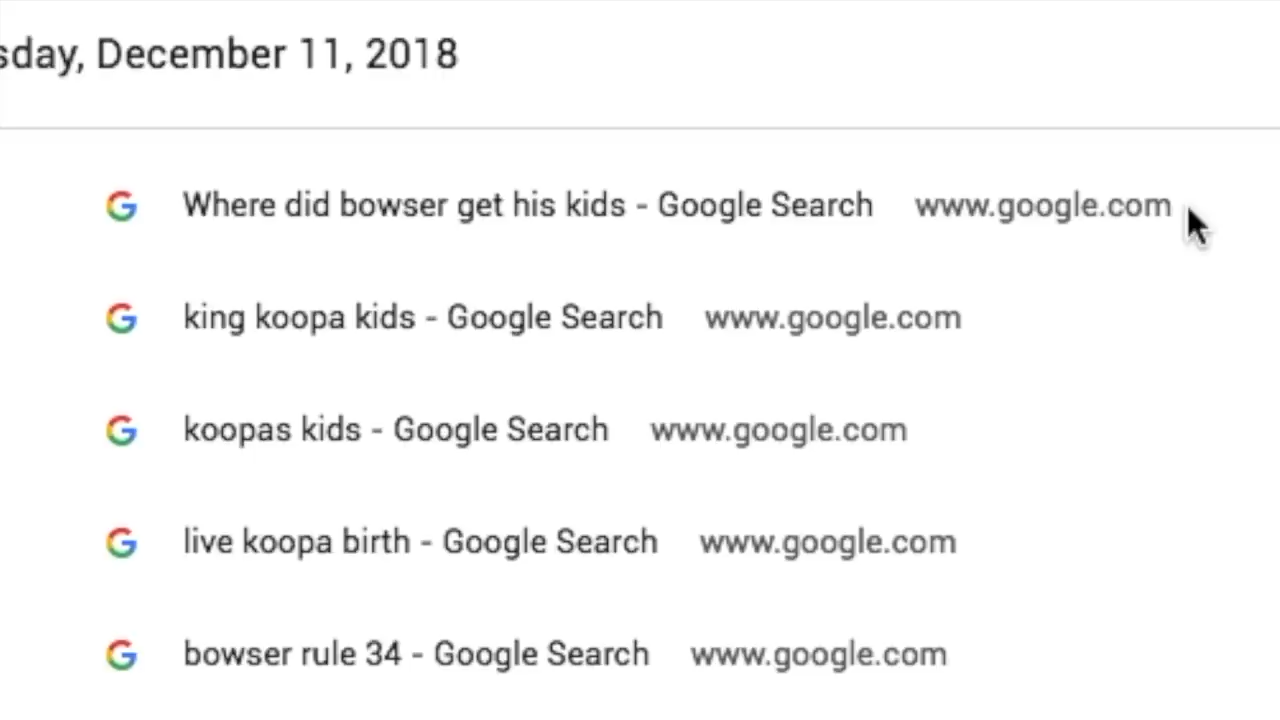 sday, December 11, 2018
Where did bowser get his kids - Google Search www.google.com
king koopa kids - Google Search www.google.com
koopas kids - Google Search www.google.com
live koopa birth - Google Search www.google.com
bowser rule 34 - Google Search www.google.com